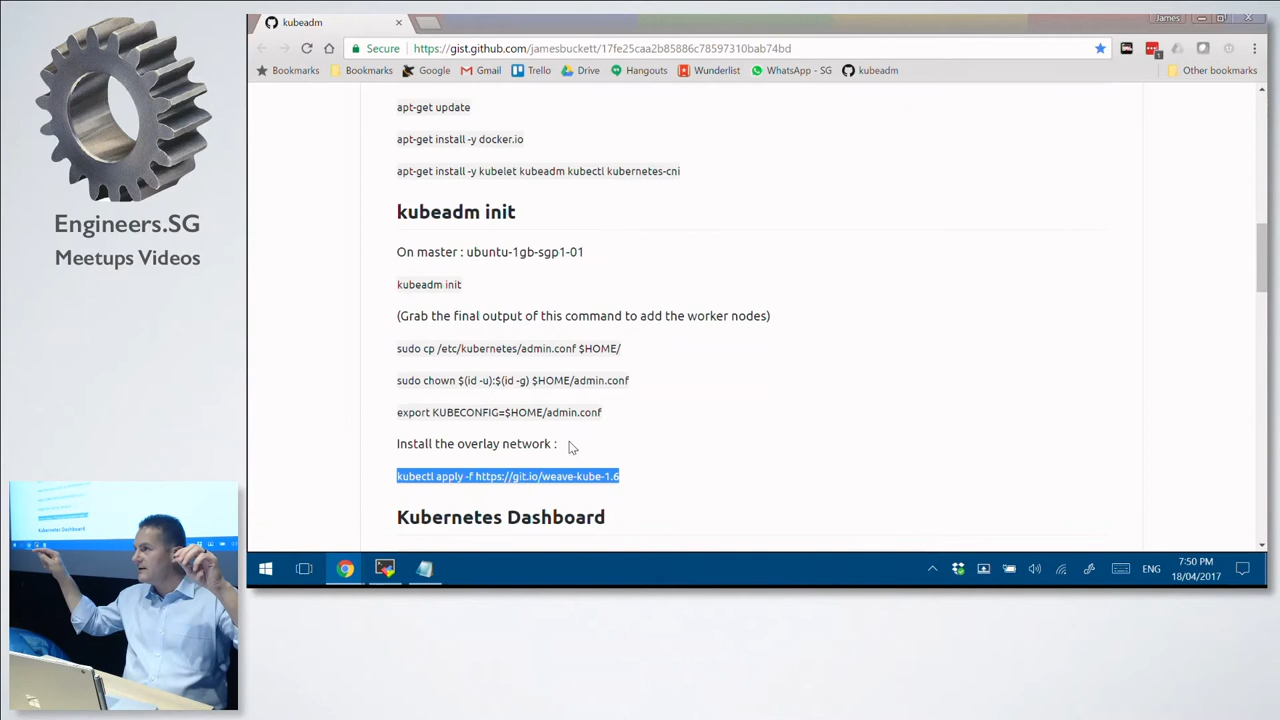 kubeadm
James
Secure
https://gist.github.com/jamesbuckett/17fe25caa2b85886c78597310bab74bd
Bookmarks
Bookmarks
Google
Gmail
Trello
Drive
Hangouts
Wunderlist
WhatsApp - SG
kubeadm
Other bookmarks
apt-get update
apt-get install -y docker.io
apt-get install -y kubelet kubeadm kubectl kubernetes-cni
kubeadm init
On master : ubuntu-1gb-sgp1-01
kubeadm init
(Grab the final output of this command to add the worker nodes)
sudo cp /etc/kubernetes/admin.conf $HOME/
sudo chown $(id -u):$(id -g) $HOME/admin.conf
export KUBECONFIG=$HOME/admin.conf
Install the overlay network :
kubectl apply -f https://git.io/weave-kube-1.6
Kubernetes Dashboard
ENG
7:50 PM
18/04/2017
Engineers.SG
Meetups Videos
Kubernetes Dashboard